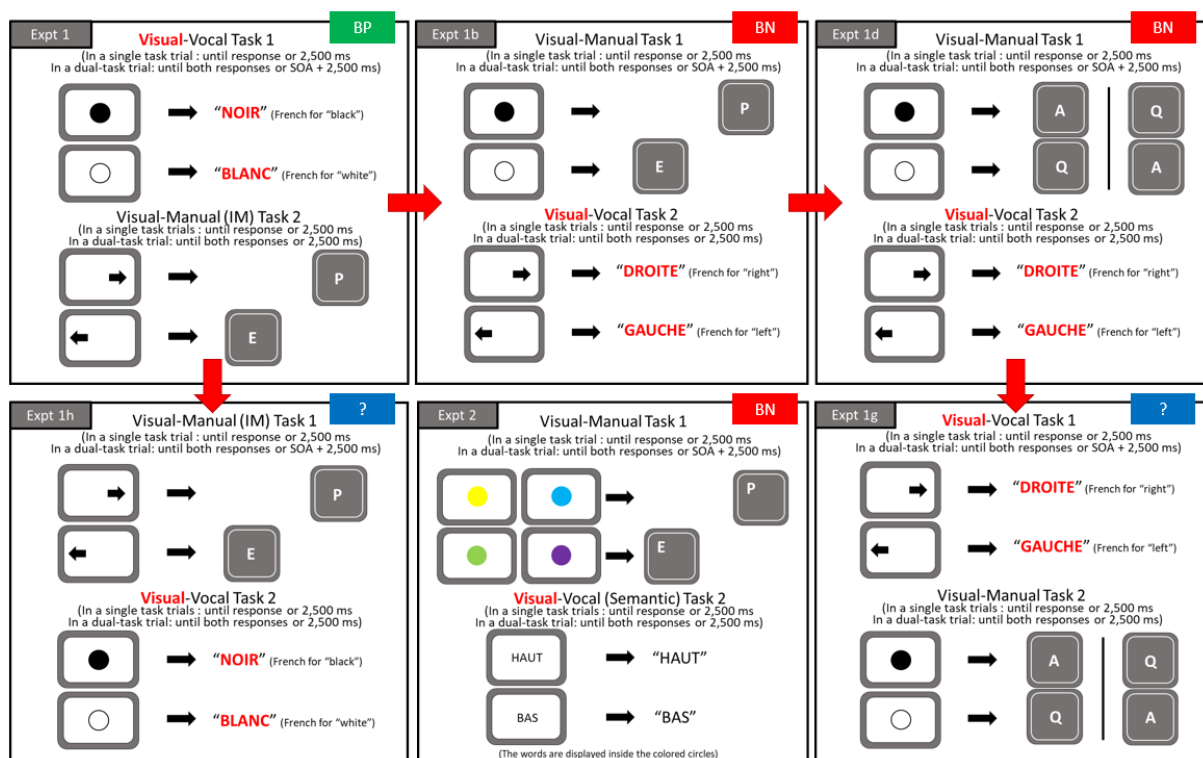 Expt 1
BP
Visual-Vocal Task 1
(In a single task trial : until response or 2,500 ms
In a dual-task trial: until both responses or SOA + 2,500 ms)
“NOIR” (French for “black”)
“BLANC” (French for “white”)
Visual-Manual (IM) Task 2
(In a single task trials : until response or 2,500 ms
In a dual-task trial: until both responses or 2,500 ms)
P
E
Expt 1b
BN
Visual-Manual Task 1
(In a single task trial : until response or 2,500 ms
In a dual-task trial: until both responses or SOA + 2,500 ms)
P
E
Visual-Vocal Task 2
(In a single task trials : until response or 2,500 ms
In a dual-task trial: until both responses or 2,500 ms)
“DROITE” (French for “right”)
“GAUCHE” (French for “left”)
Expt 1d
BN
Visual-Manual Task 1
(In a single task trial : until response or 2,500 ms
In a dual-task trial: until both responses or SOA + 2,500 ms)
A Q
Q A
Visual-Vocal Task 2
(In a single task trials : until response or 2,500 ms
In a dual-task trial: until both responses or 2,500 ms)
“DROITE” (French for “right”)
“GAUCHE” (French for “left”)
Expt 1h
?
Visual-Manual (IM) Task 1
(In a single task trial : until response or 2,500 ms
In a dual-task trial: until both responses or SOA + 2,500 ms)
P
E
Visual-Vocal Task 2
(In a single task trials : until response or 2,500 ms
In a dual-task trial: until both responses or 2,500 ms)
“NOIR” (French for “black”)
“BLANC” (French for “white”)
Expt 2
BN
Visual-Manual Task 1
(In a single task trial : until response or 2,500 ms
In a dual-task trial: until both responses or SOA + 2,500 ms)
P
E
Visual-Vocal (Semantic) Task 2
(In a single task trials : until response or 2,500 ms
In a dual-task trial: until both responses or 2,500 ms)
HAUT “HAUT”
BAS “BAS”
(The words are displayed inside the colored circles)
Expt 1g
?
Visual-Vocal Task 1
(In a single task trial : until response or 2,500 ms
In a dual-task trial: until both responses or SOA + 2,500 ms)
“DROITE” (French for “right”)
“GAUCHE” (French for “left”)
Visual-Manual Task 2
(In a single task trials : until response or 2,500 ms
In a dual-task trial: until both responses or 2,500 ms)
A Q
Q A